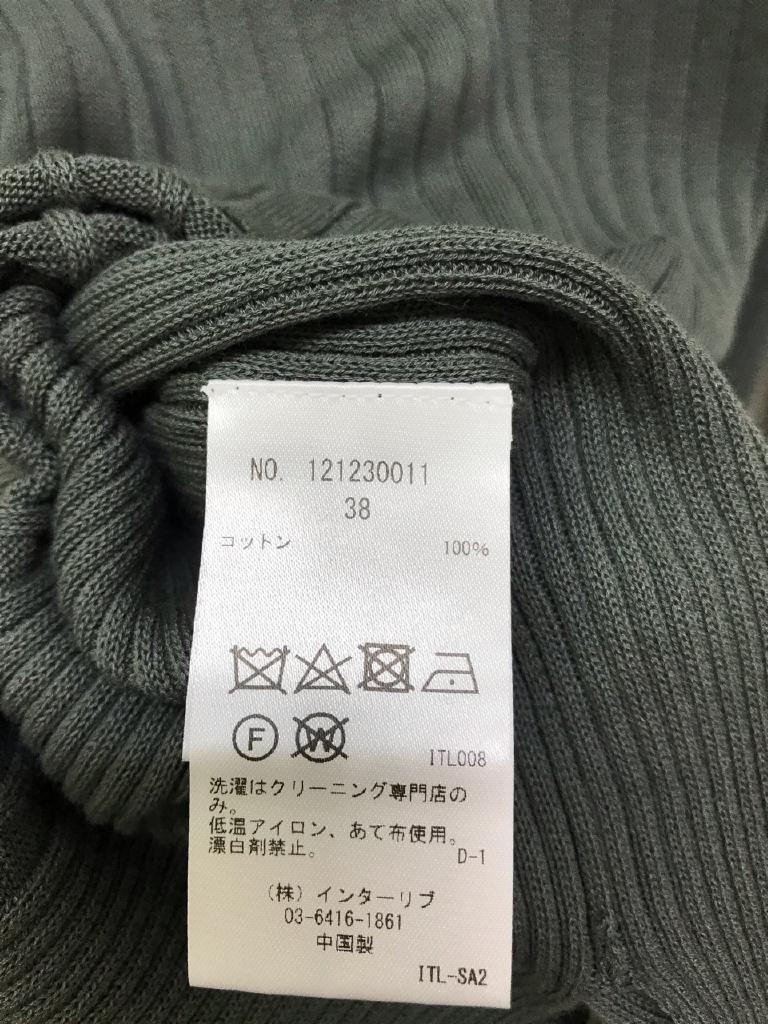 NO. 121230011
38
コットン 100%
F W
ITL008
洗濯はクリーニング専門店の
み。
低温アイロン、あて布使用。
漂白剤禁止。
D-1
(株)インターリブ
03-6416-1861
中国製
ITL-SA2